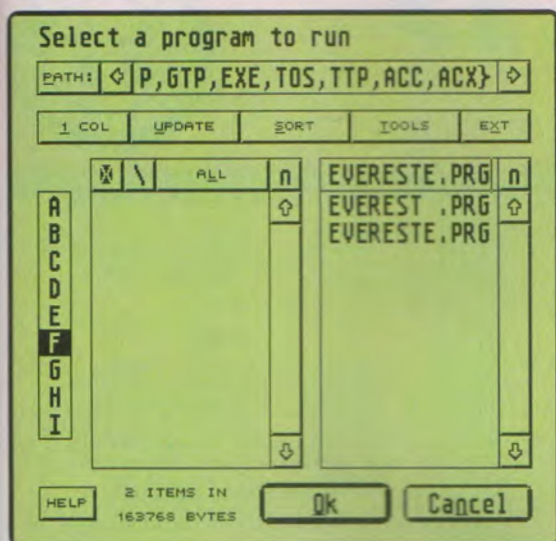 Select a program to run
PATH: P,GTP,EXE,TOS,TTP,ACC,ACX}
1 COL UPDATE SORT TOOLS EXT
\ ALL n EVERESTE.PRG n
A EVEREST .PRG
B EVERESTE.PRG
C
D
E
F
G
H
I
HELP 2 ITEMS IN 163768 BYTES Ok Cancel